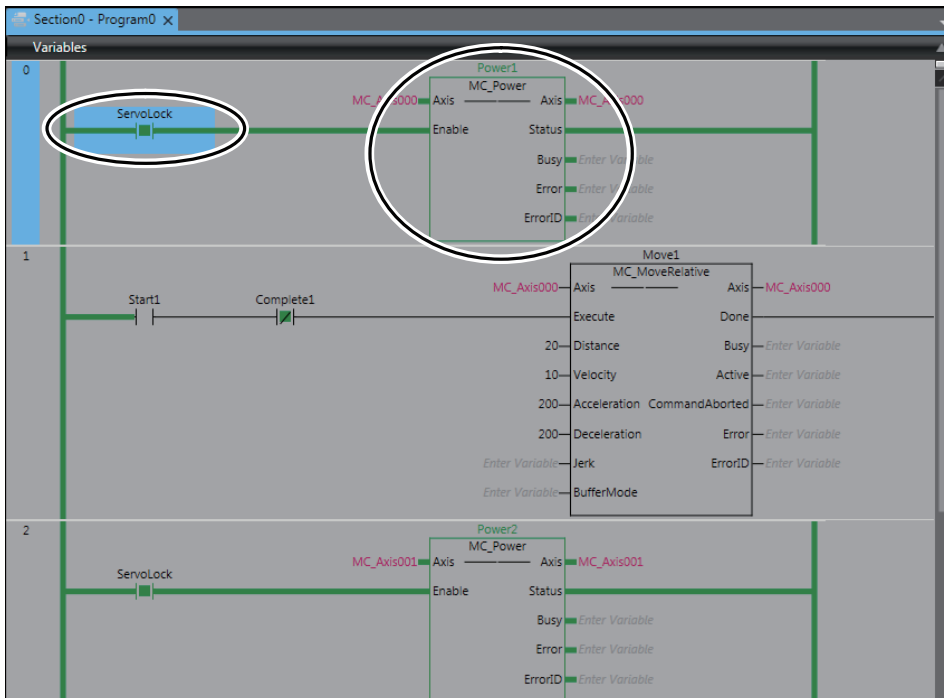 Section0 - Program0
Variables
0
Power1
MC_Power
MC_Axis000 Axis Axis MC_Axis000
ServoLock
Enable Status
Busy Enter Variable
Error Enter Variable
ErrorID Enter Variable
1
Move1
MC_MoveRelative
MC_Axis000 Axis Axis MC_Axis000
Start1 Complete1
Execute Done
20 Distance Busy Enter Variable
10 Velocity Active Enter Variable
200 Acceleration CommandAborted Enter Variable
200 Deceleration Error Enter Variable
Enter Variable Jerk ErrorID Enter Variable
Enter Variable BufferMode
2
Power2
MC_Power
MC_Axis001 Axis Axis MC_Axis001
ServoLock
Enable Status
Busy Enter Variable
Error Enter Variable
ErrorID Enter Variable